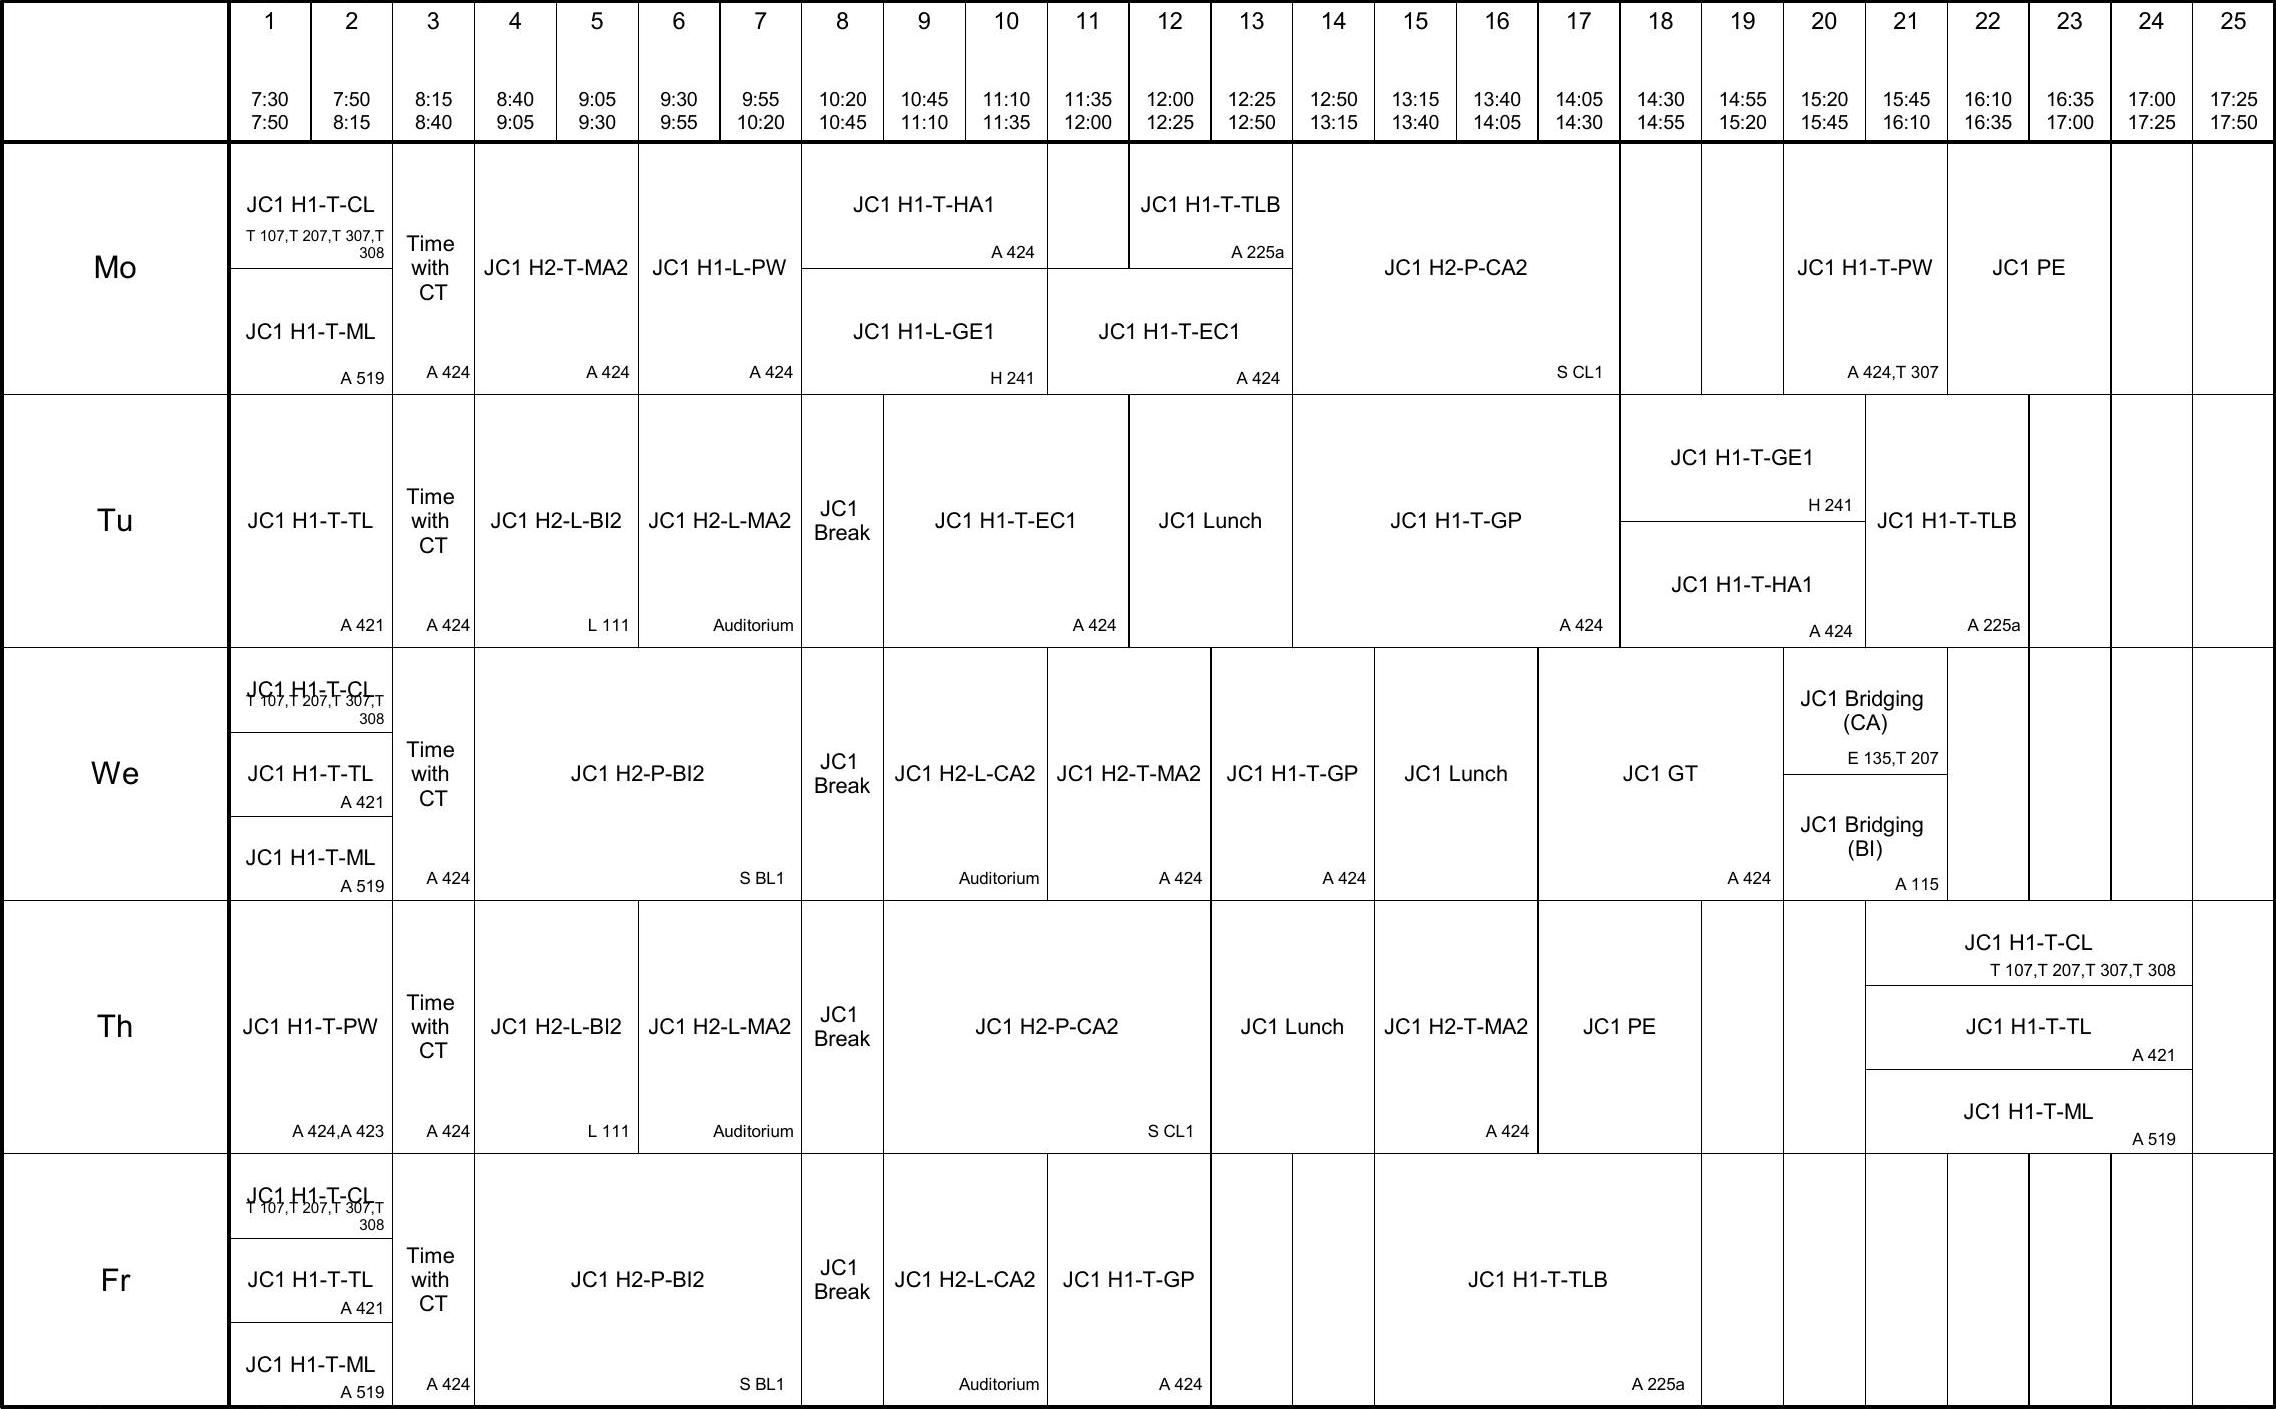 1 2 3 4 5 6 7 8 9 10 11 12 13 14 15 16 17 18 19 20 21 22 23 24 25
7:30 7:50 8:15 8:40 9:05 9:30 9:55 10:20 10:45 11:10 11:35 12:00 12:25 12:50 13:15 13:40 14:05 14:30 14:55 15:20 15:45 16:10 16:35 17:00 17:25
7:50 8:15 8:40 9:05 9:30 9:55 10:20 10:45 11:10 11:35 12:00 12:25 12:50 13:15 13:40 14:05 14:30 14:55 15:20 15:45 16:10 16:35 17:00 17:25 17:50
Mo
JC1 H1-T-CL
T 107,T 207,T 307,T
308
JC1 H1-T-ML
A 519
Time
with
CT
A 424
JC1 H2-T-MA2
A 424
JC1 H1-L-PW
A 424
JC1 H1-T-HA1
A 424
JC1 H1-L-GE1
H 241
JC1 H1-T-TLB
A 225a
JC1 H1-T-EC1
A 424
JC1 H2-P-CA2
S CL1
JC1 H1-T-PW
A 424,T 307
JC1 PE
Tu
JC1 H1-T-TL
A 421
Time
with
CT
A 424
JC1 H2-L-BI2
L 111
JC1 H2-L-MA2
Auditorium
JC1
Break
JC1 H1-T-EC1
A 424
JC1 Lunch
JC1 H1-T-GP
A 424
JC1 H1-T-GE1
H 241
JC1 H1-T-HA1
A 424
JC1 H1-T-TLB
A 225a
We
JC1 H1-T-CL
T 107,T 207,T 307,T
308
JC1 H1-T-TL
A 421
JC1 H1-T-ML
A 519
Time
with
CT
A 424
JC1 H2-P-BI2
S BL1
JC1
Break
JC1 H2-L-CA2
Auditorium
JC1 H2-T-MA2
A 424
JC1 H1-T-GP
A 424
JC1 Lunch
JC1 GT
A 424
JC1 Bridging
(CA)
E 135,T 207
JC1 Bridging
(BI)
A 115
Th
JC1 H1-T-PW
A 424,A 423
Time
with
CT
A 424
JC1 H2-L-BI2
L 111
JC1 H2-L-MA2
Auditorium
JC1
Break
JC1 H2-P-CA2
S CL1
JC1 Lunch
JC1 H2-T-MA2
A 424
JC1 PE
JC1 H1-T-CL
T 107,T 207,T 307,T 308
JC1 H1-T-TL
A 421
JC1 H1-T-ML
A 519
Fr
JC1 H1-T-CL
T 107,T 207,T 307,T
308
JC1 H1-T-TL
A 421
JC1 H1-T-ML
A 519
Time
with
CT
A 424
JC1 H2-P-BI2
S BL1
JC1
Break
JC1 H2-L-CA2
Auditorium
JC1 H1-T-GP
A 424
JC1 H1-T-TLB
A 225a